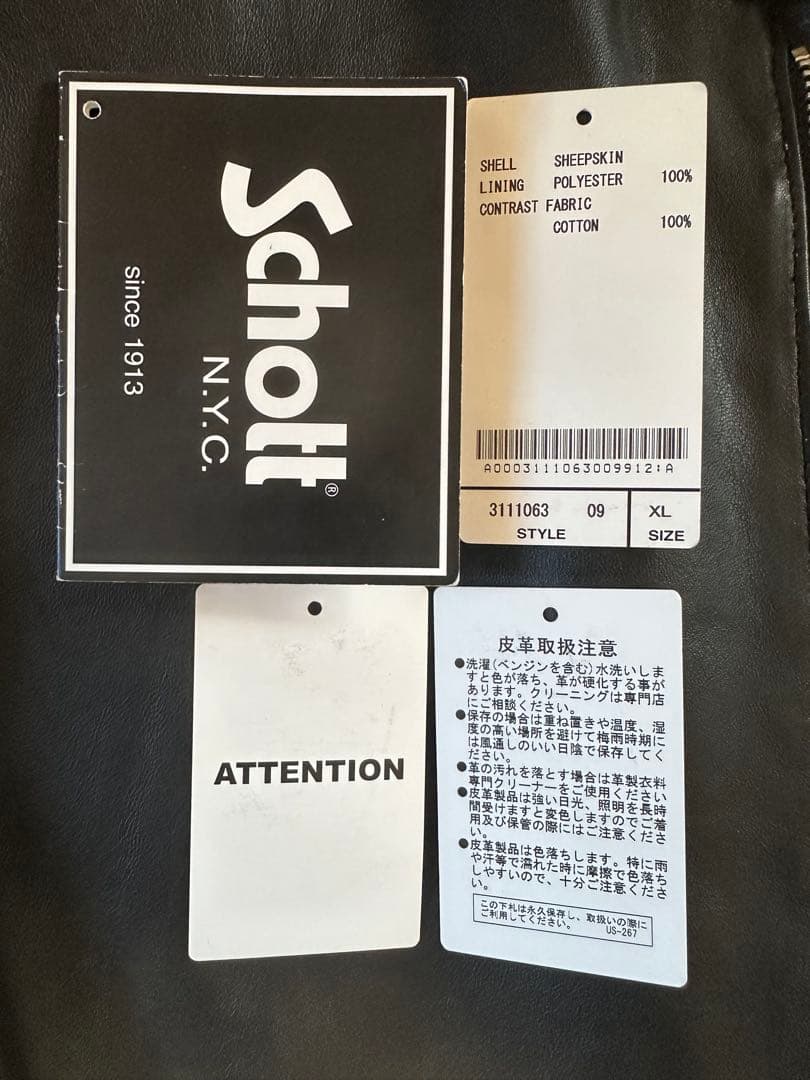 Schott®
N.Y.C.
since 1913
SHELL SHEEPSKIN
LINING POLYESTER 100%
CONTRAST FABRIC
COTTON 100%
A0003111063009912:A
3111063 09 XL
STYLE SIZE
ATTENTION
皮革取扱注意
●洗濯(ベンジンを含む)水洗いしま
すと色が落ち、革が硬化する事が
あります。クリーニングは専門店
にご相談ください。
●保存の場合は重ね置きや温度、湿
度の高い場所を避けて梅雨時期に
は風通しのいい日陰で保存してく
ださい。
●革の汚れを落とす場合は革製衣料
専門クリーナーをご使用ください
●皮革製品は強い日光、照明を長時
間受けますと変色しますのでご着
用及び保管の際にはご注意くださ
い。
●皮革製品は色落ちします。特に雨
や汗等で濡れた時に摩擦で色落ち
しやすいので、十分ご注意くださ
い。
この下札は永久保存し、取扱いの際に
ご利用してください。 US-267